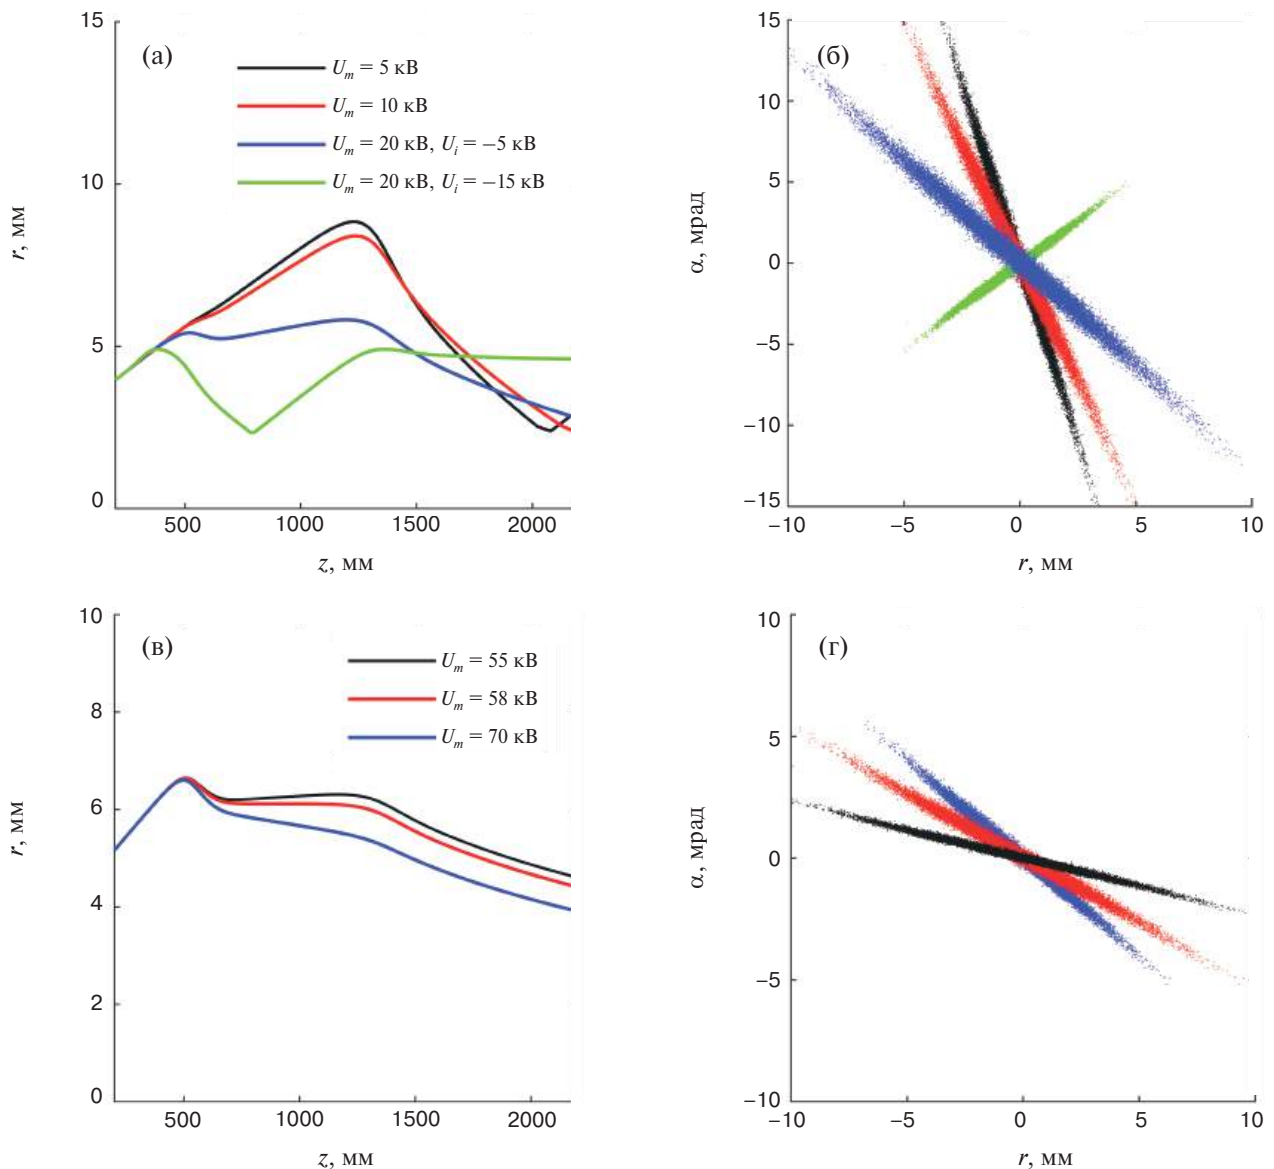 (а)
r, мм
15
10
5
0
U_m = 5 кВ
U_m = 10 кВ
U_m = 20 кВ, U_i = −5 кВ
U_m = 20 кВ, U_i = −15 кВ
500 1000 1500 2000
z, мм
(б)
α, мрад
15
10
5
0
−5
−10
−15
−10 −5 0 5 10
r, мм
(в)
r, мм
10
8
6
4
2
0
U_m = 55 кВ
U_m = 58 кВ
U_m = 70 кВ
500 1000 1500 2000
z, мм
(г)
α, мрад
10
5
0
−5
−10
−10 −5 0 5 10
r, мм